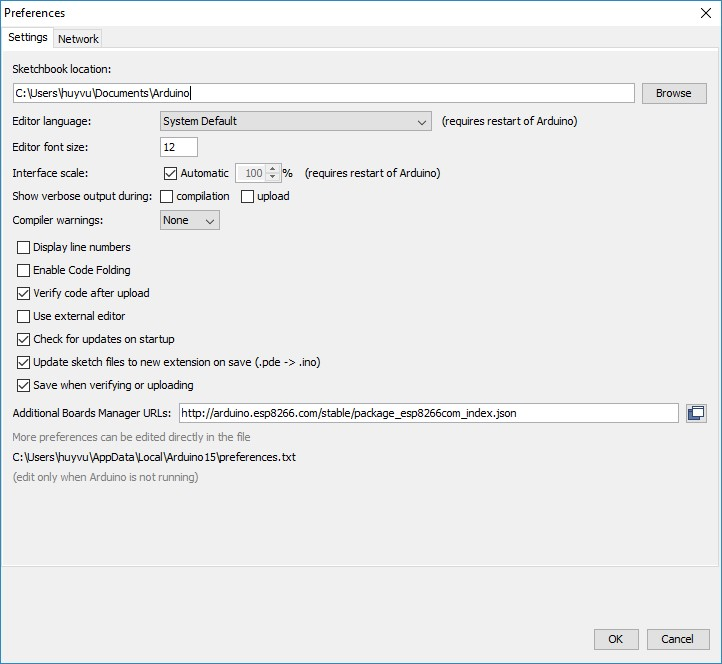 Preferences
Settings Network
Sketchbook location:
C:\Users\huyvu\Documents\Arduino
Browse
Editor language: System Default (requires restart of Arduino)
Editor font size: 12
Interface scale: Automatic 100 % (requires restart of Arduino)
Show verbose output during: compilation upload
Compiler warnings: None
Display line numbers
Enable Code Folding
Verify code after upload
Use external editor
Check for updates on startup
Update sketch files to new extension on save (.pde -> .ino)
Save when verifying or uploading
Additional Boards Manager URLs: http://arduino.esp8266.com/stable/package_esp8266com_index.json
More preferences can be edited directly in the file
C:\Users\huyvu\AppData\Local\Arduino15\preferences.txt
(edit only when Arduino is not running)
OK Cancel